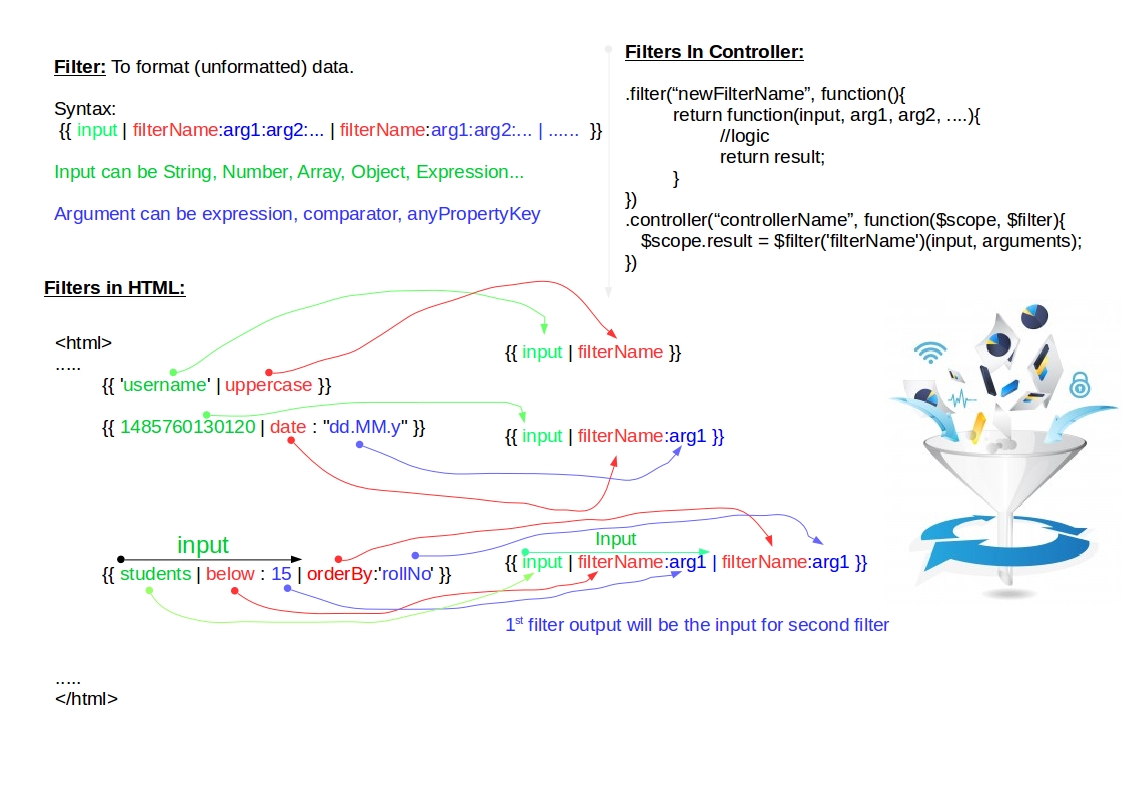 Filter: To format (unformatted) data.
Syntax:
{{ input | filterName:arg1:arg2:... | filterName:arg1:arg2:... | ...... }}
Input can be String, Number, Array, Object, Expression...
Argument can be expression, comparator, anyPropertyKey
Filters In Controller:
.filter(“newFilterName”, function(){
return function(input, arg1, arg2, ....){
//logic
return result;
}
})
.controller(“controllerName”, function($scope, $filter){
$scope.result = $filter('filterName')(input, arguments);
})
Filters in HTML:
<html>
.....
{{ 'username' | uppercase }}
{{ input | filterName }}
{{ 1485760130120 | date : "dd.MM.y" }}
{{ input | filterName:arg1 }}
input
Input
{{ students | below : 15 | orderBy:'rollNo' }}
{{ input | filterName:arg1 | filterName:arg1 }}
1st filter output will be the input for second filter
.....
</html>